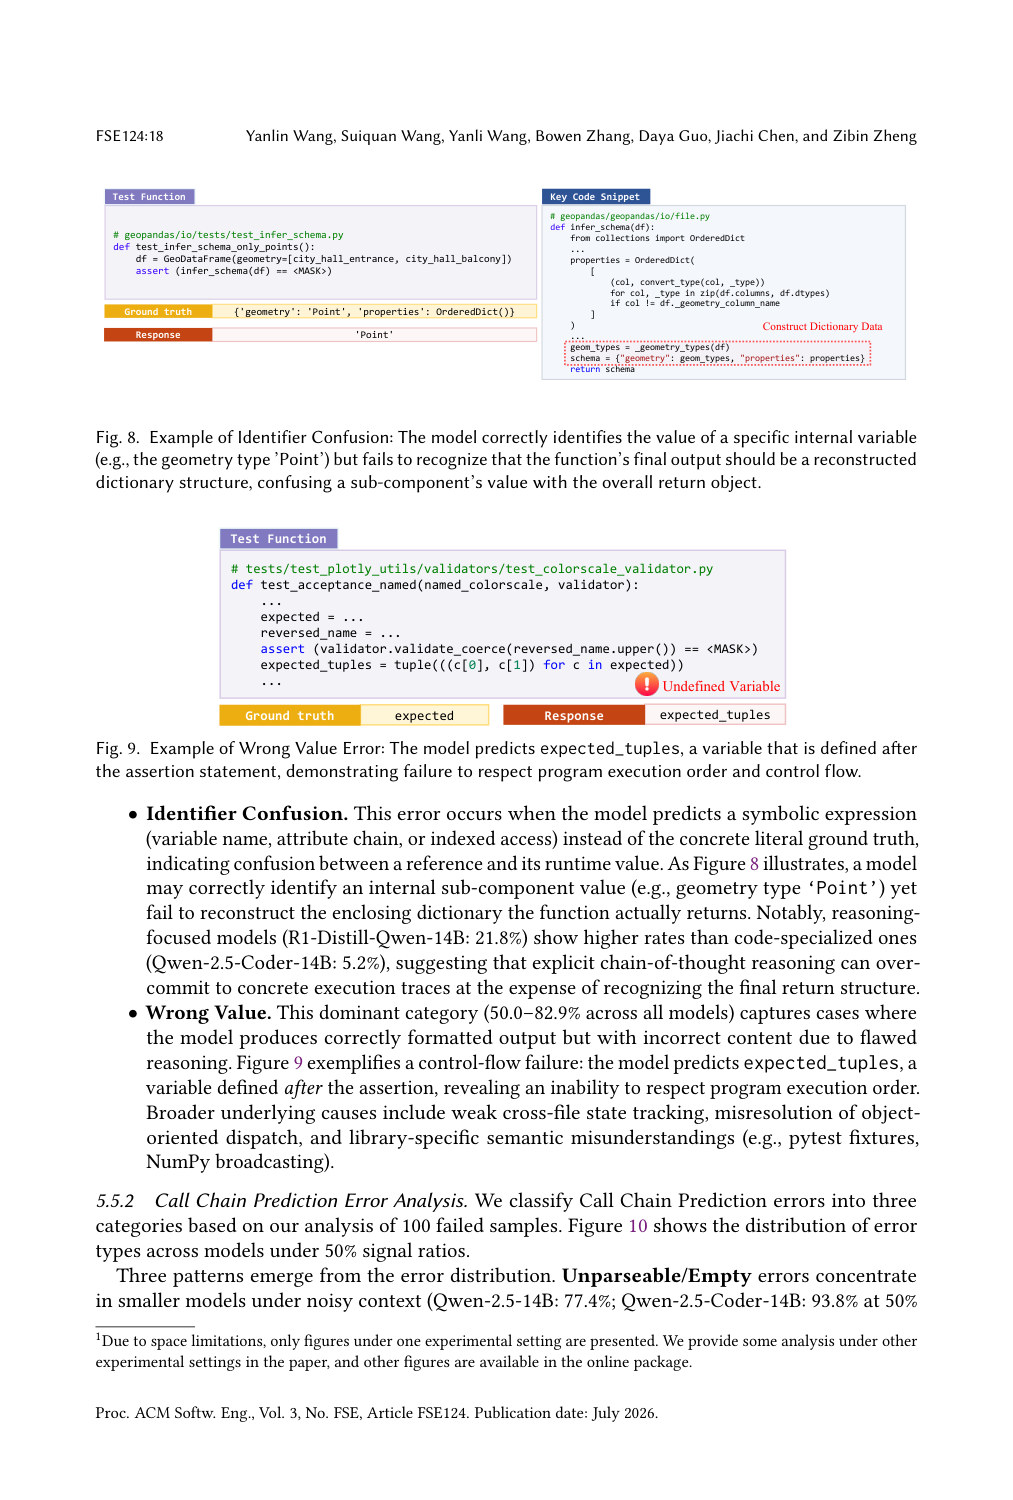 FSE124:18 Yanlin Wang, Suiquan Wang, Yanli Wang, Bowen Zhang, Daya Guo, Jiachi Chen, and Zibin Zheng
Test Function
# geopandas/io/tests/test_infer_schema.py
def test_infer_schema_only_points():
    df = GeoDataFrame(geometry=[city_hall_entrance, city_hall_balcony])
    assert (infer_schema(df) == <MASK>)
Ground truth {'geometry': 'Point', 'properties': OrderedDict()}
Response 'Point'
Key Code Snippet
# geopandas/geopandas/io/file.py
def infer_schema(df):
    from collections import OrderedDict
    ...
    properties = OrderedDict(
        [
            (col, convert_type(col, _type))
            for col, _type in zip(df.columns, df.dtypes)
            if col != df._geometry_column_name
        ]
    )
Construct Dictionary Data
    ...
    geom_types = _geometry_types(df)
    schema = {"geometry": geom_types, "properties": properties}
    return schema
Fig. 8. Example of Identifier Confusion: The model correctly identifies the value of a specific internal variable
(e.g., the geometry type 'Point') but fails to recognize that the function's final output should be a reconstructed
dictionary structure, confusing a sub-component's value with the overall return object.
Test Function
# tests/test_plotly_utils/validators/test_colorscale_validator.py
def test_acceptance_named(named_colorscale, validator):
    ...
    expected = ...
    reversed_name = ...
    assert (validator.validate_coerce(reversed_name.upper()) == <MASK>)
    expected_tuples = tuple(((c[0], c[1]) for c in expected))
    ...
! Undefined Variable
Ground truth expected Response expected_tuples
Fig. 9. Example of Wrong Value Error: The model predicts expected_tuples, a variable that is defined after
the assertion statement, demonstrating failure to respect program execution order and control flow.
• Identifier Confusion. This error occurs when the model predicts a symbolic expression
(variable name, attribute chain, or indexed access) instead of the concrete literal ground truth,
indicating confusion between a reference and its runtime value. As Figure 8 illustrates, a model
may correctly identify an internal sub-component value (e.g., geometry type ‘Point’) yet
fail to reconstruct the enclosing dictionary the function actually returns. Notably, reasoning-
focused models (R1-Distill-Qwen-14B: 21.8%) show higher rates than code-specialized ones
(Qwen-2.5-Coder-14B: 5.2%), suggesting that explicit chain-of-thought reasoning can over-
commit to concrete execution traces at the expense of recognizing the final return structure.
• Wrong Value. This dominant category (50.0–82.9% across all models) captures cases where
the model produces correctly formatted output but with incorrect content due to flawed
reasoning. Figure 9 exemplifies a control-flow failure: the model predicts expected_tuples, a
variable defined after the assertion, revealing an inability to respect program execution order.
Broader underlying causes include weak cross-file state tracking, misresolution of object-
oriented dispatch, and library-specific semantic misunderstandings (e.g., pytest fixtures,
NumPy broadcasting).
5.5.2 Call Chain Prediction Error Analysis. We classify Call Chain Prediction errors into three
categories based on our analysis of 100 failed samples. Figure 10 shows the distribution of error
types across models under 50% signal ratios.
Three patterns emerge from the error distribution. Unparseable/Empty errors concentrate
in smaller models under noisy context (Qwen-2.5-14B: 77.4%; Qwen-2.5-Coder-14B: 93.8% at 50%
1Due to space limitations, only figures under one experimental setting are presented. We provide some analysis under other
experimental settings in the paper, and other figures are available in the online package.
Proc. ACM Softw. Eng., Vol. 3, No. FSE, Article FSE124. Publication date: July 2026.